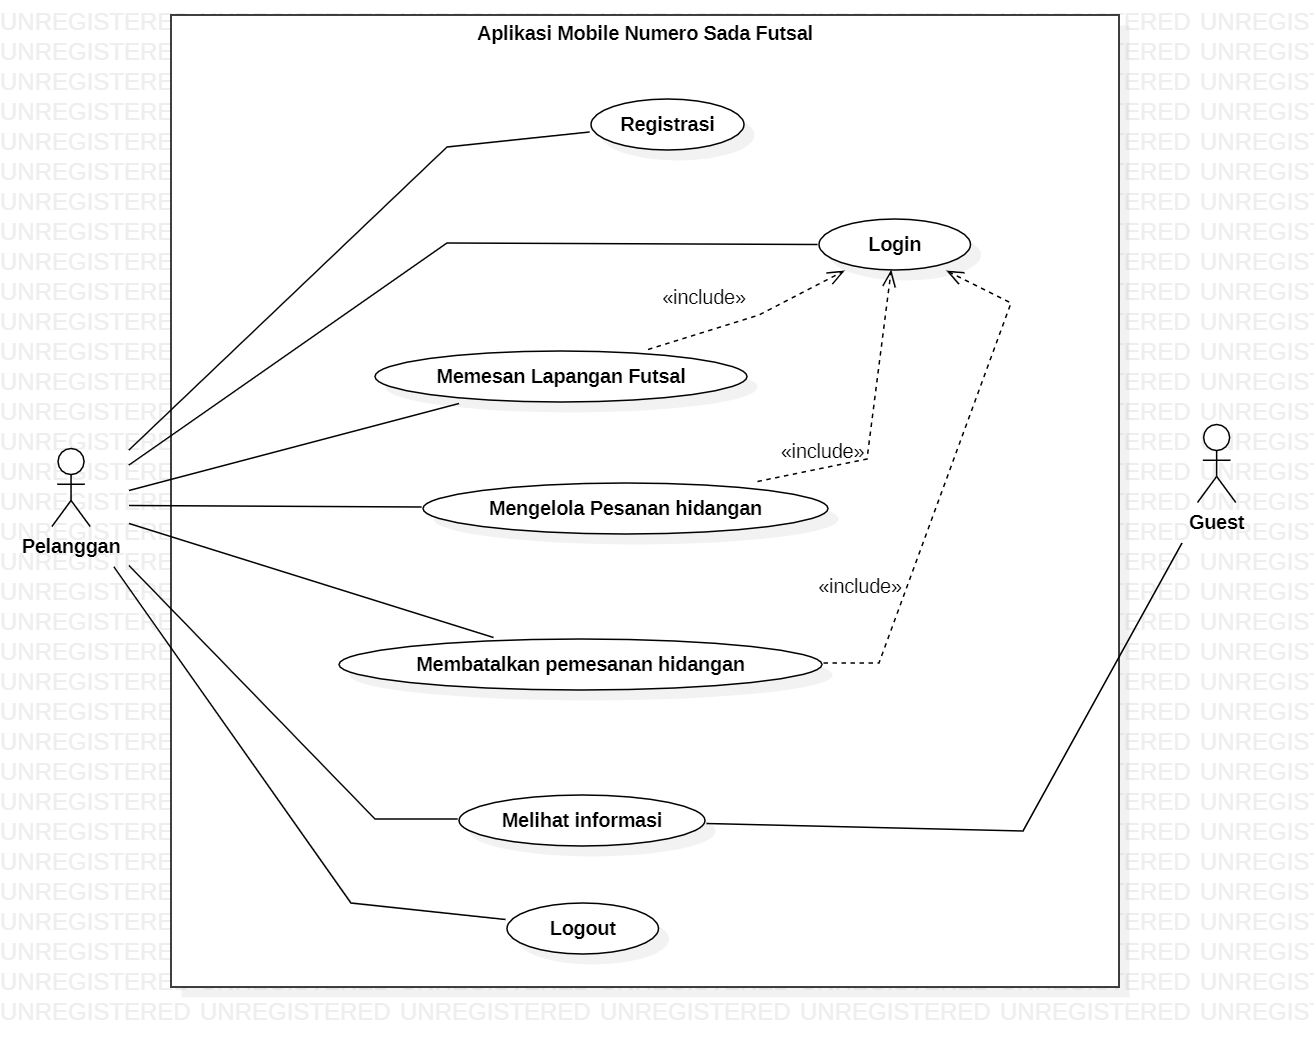 Aplikasi Mobile Numero Sada Futsal
Registrasi
Login
«include»
Memesan Lapangan Futsal
«include»
Mengelola Pesanan hidangan
Pelanggan
Guest
«include»
Membatalkan pemesanan hidangan
Melihat informasi
Logout
UNREGISTERED UNREGISTERED UNREGISTERED UNREGISTERED UNREGISTERED UNREGISTERED UNREGIS